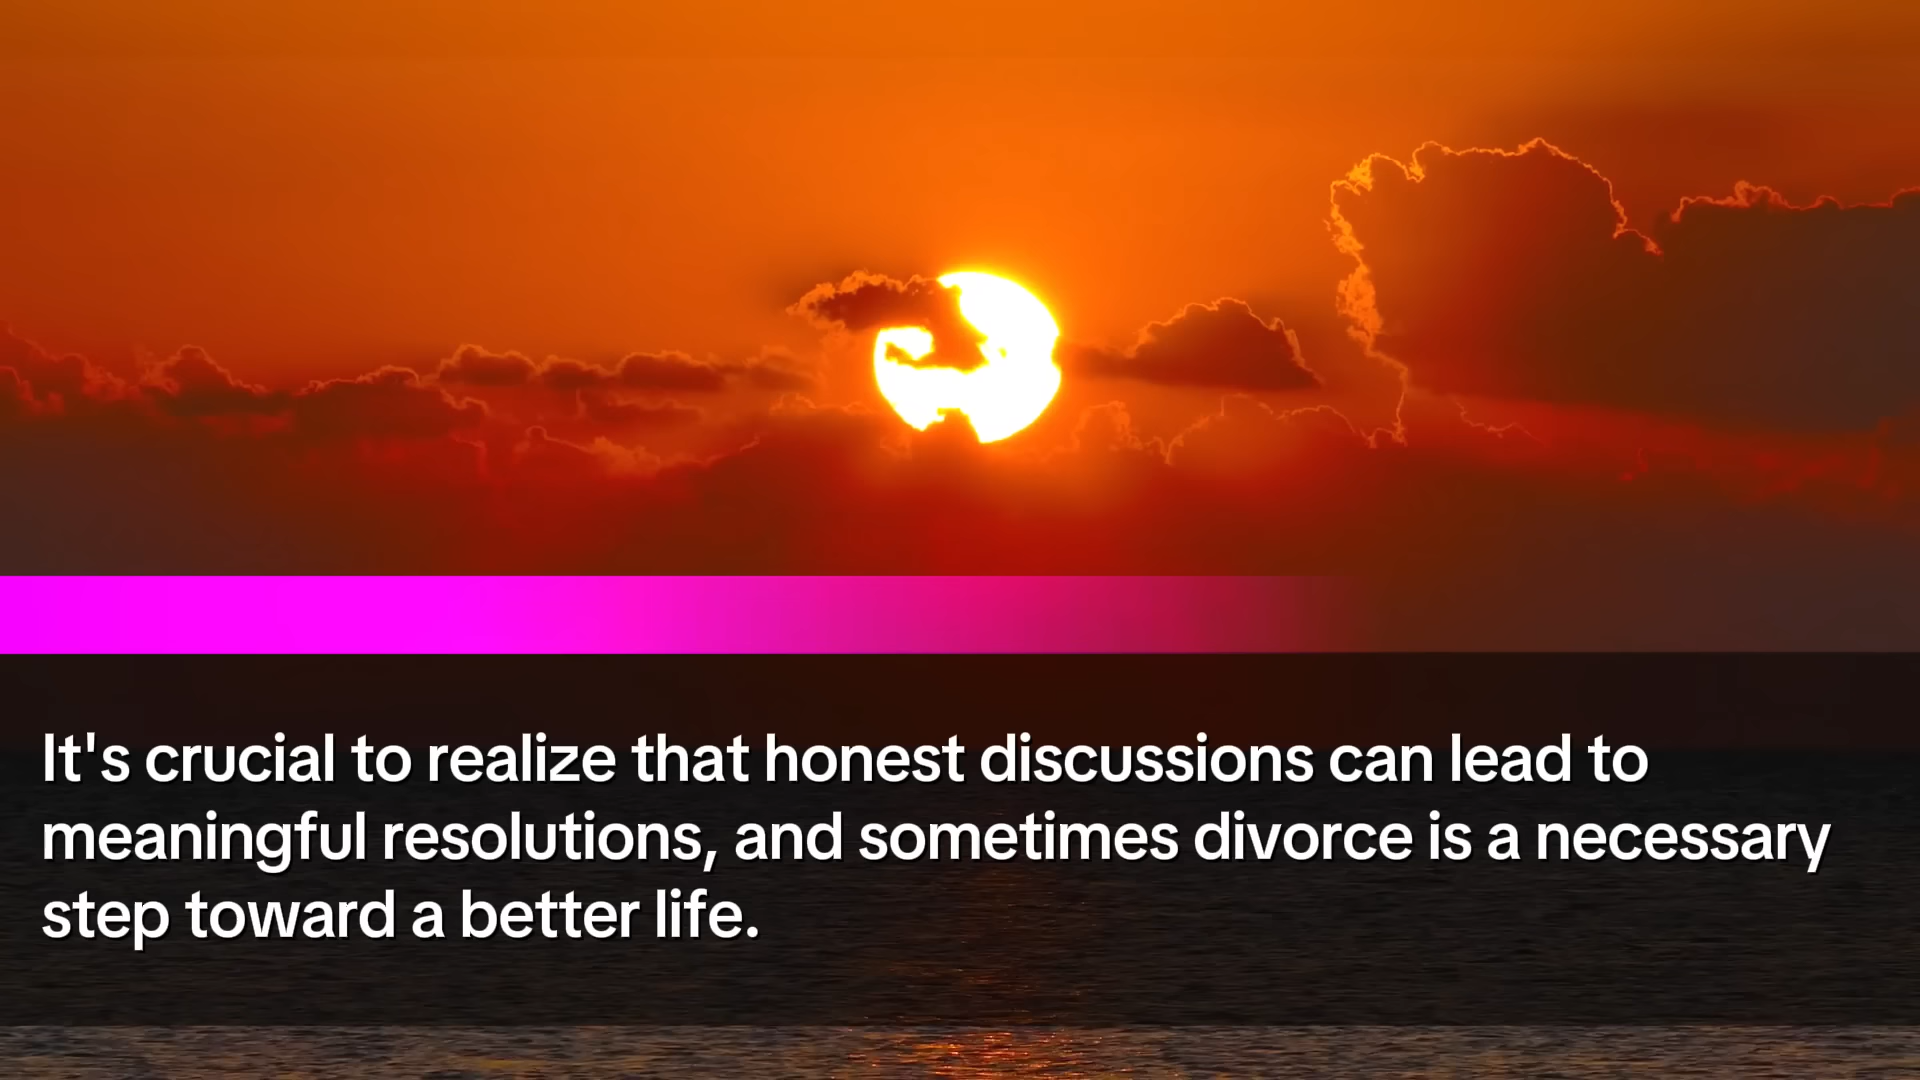 It's crucial to realize that honest discussions can lead to
meaningful resolutions, and sometimes divorce is a necessary
step toward a better life.